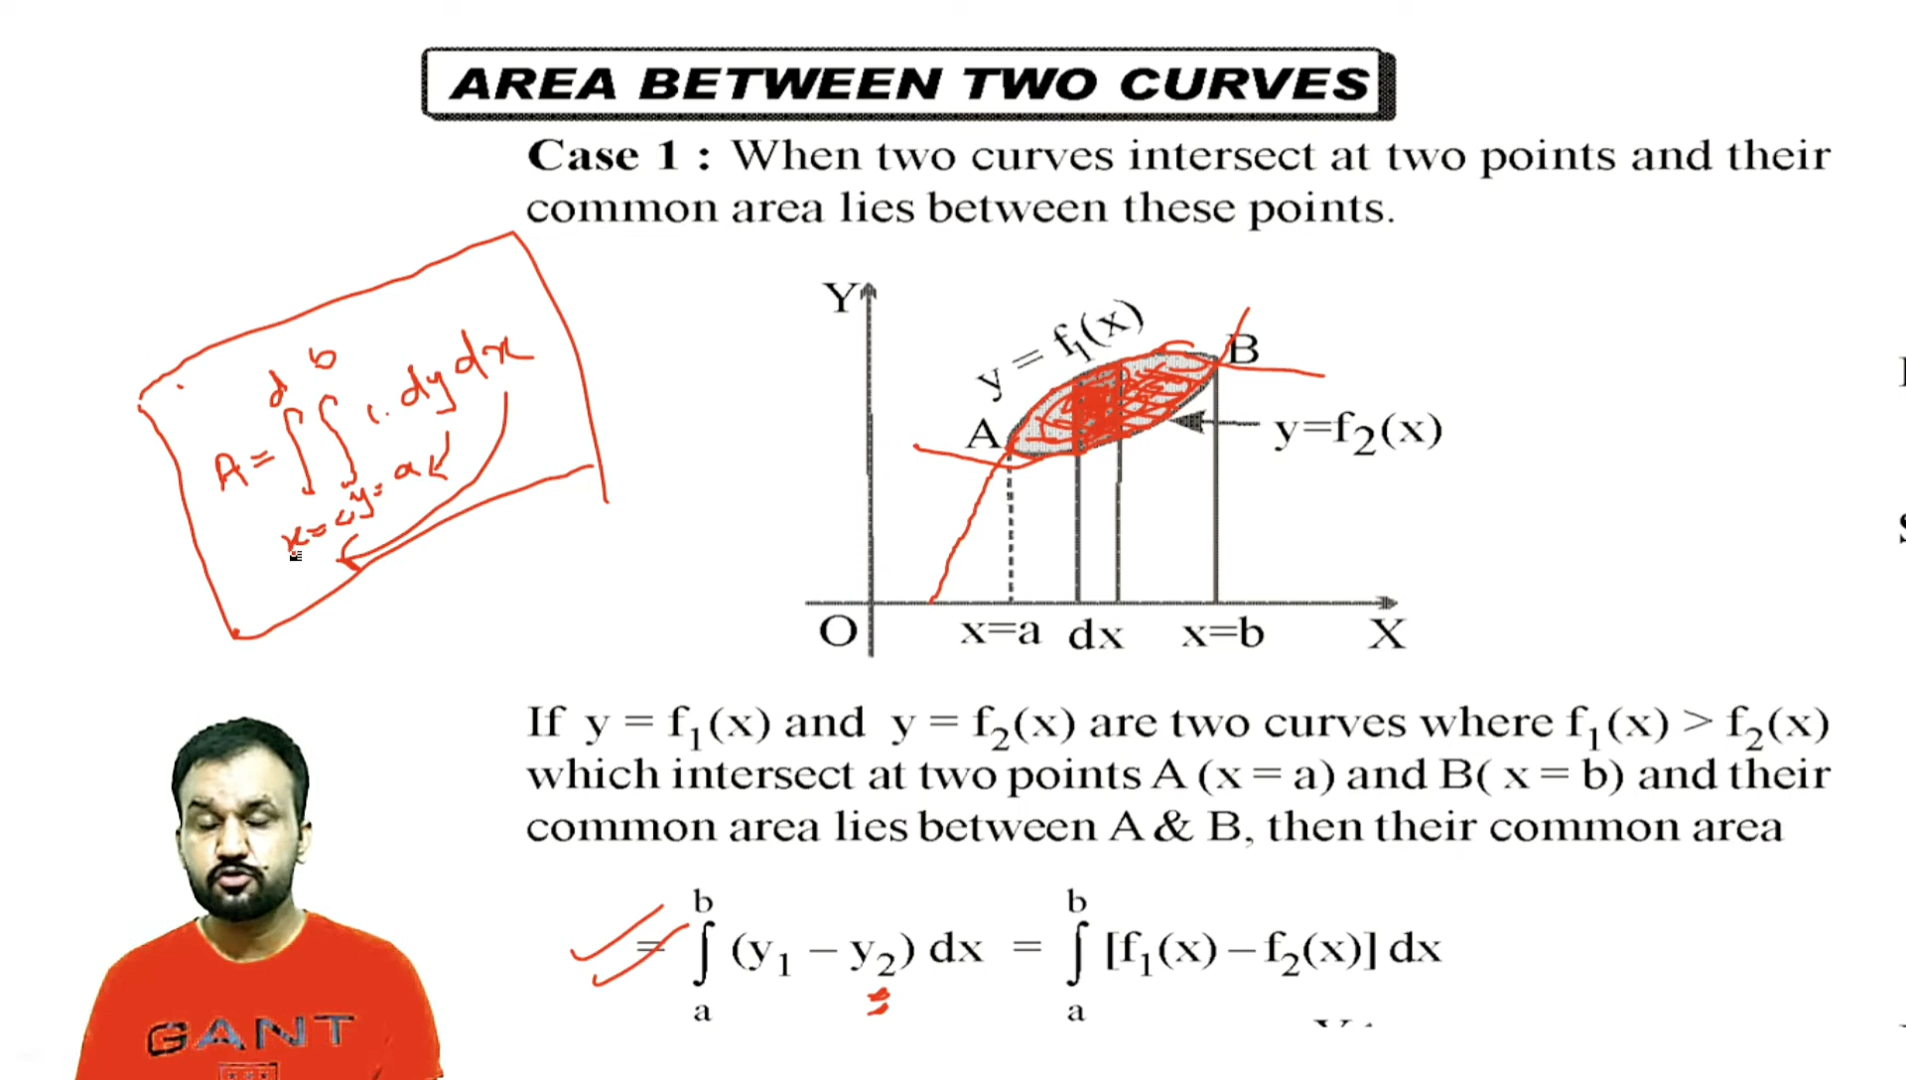 AREA BETWEEN TWO CURVES
Case 1 : When two curves intersect at two points and their
common area lies between these points.
Y
y = f₁(x)
B
A
y=f₂(x)
O
x=a dx x=b X
d b
A = ∫ ∫ 1. dy dx
x=c y=a
If y = f₁(x) and y = f₂(x) are two curves where f₁(x) > f₂(x)
which intersect at two points A (x = a) and B( x = b) and their
common area lies between A & B, then their common area
= ∫ₐᵇ (y₁ – y₂) dx = ∫ₐᵇ [f₁(x) – f₂(x)] dx
GANT